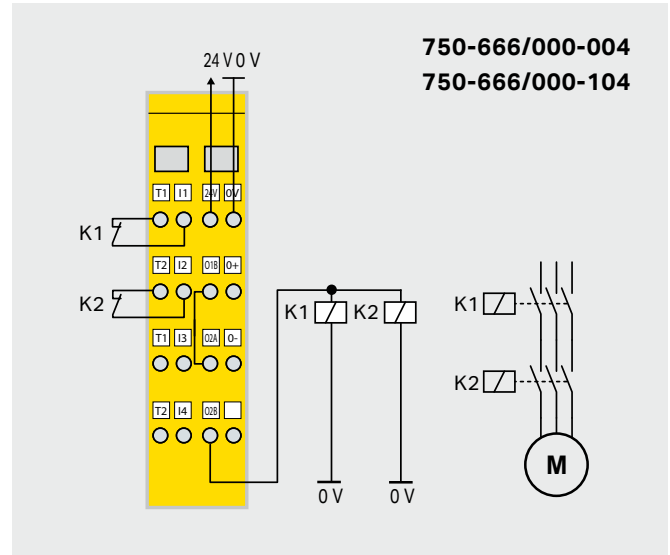 750-666/000-004
750-666/000-104
24 V 0 V
T1 I1 24V 0V
K1
T2 I2 O1B 0+
K2
K1 K2
K1
T1 I3 O2A 0-
K2
T2 I4 O2B
M
0 V 0 V